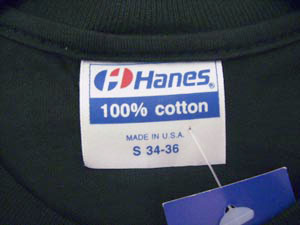 Hanes®
100% cotton
MADE IN U.S.A.
S 34-36